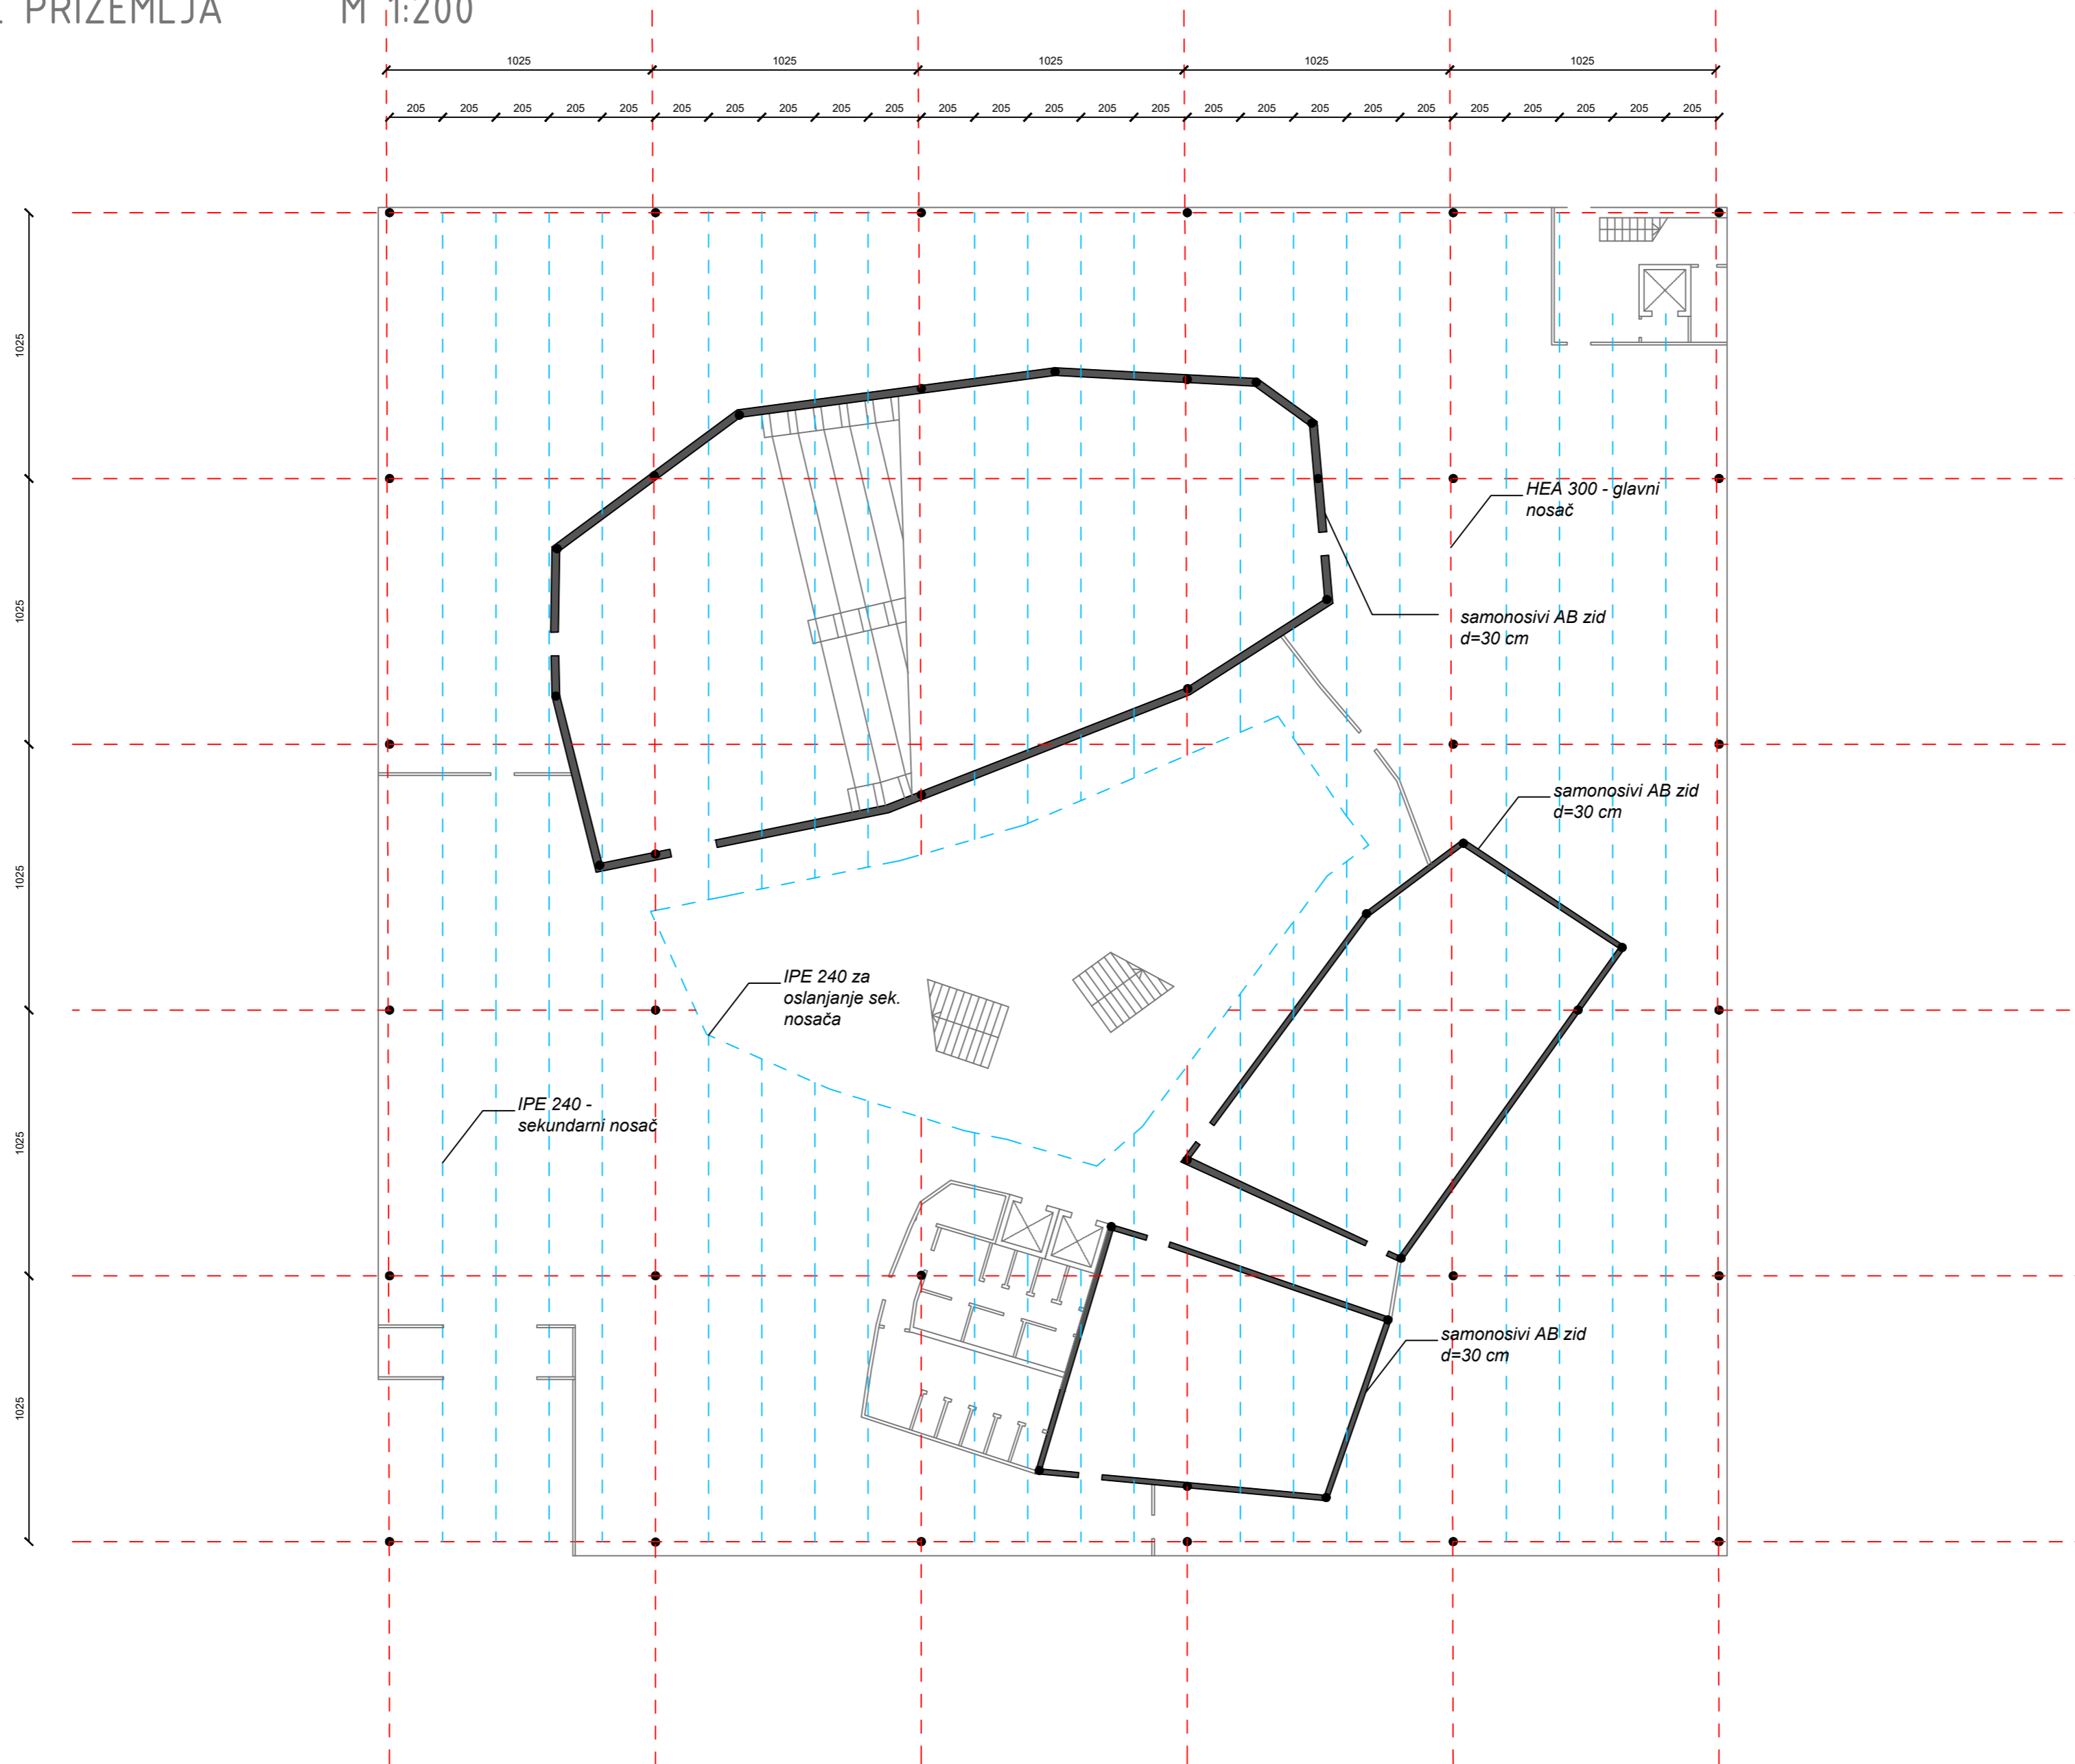 PRIZEMLJA M 1:200
1025 1025 1025 1025 1025
205 205 205 205 205 205 205 205 205 205 205 205 205 205 205 205 205 205 205 205 205 205 205 205 205
1025
HEA 300 - glavni
nosač
1025
samonosivi AB zid
d=30 cm
samonosivi AB zid
d=30 cm
1025
IPE 240 za
oslanjanje sek.
nosača
IPE 240 -
sekundarni nosač
1025
samonosivi AB zid
d=30 cm
1025